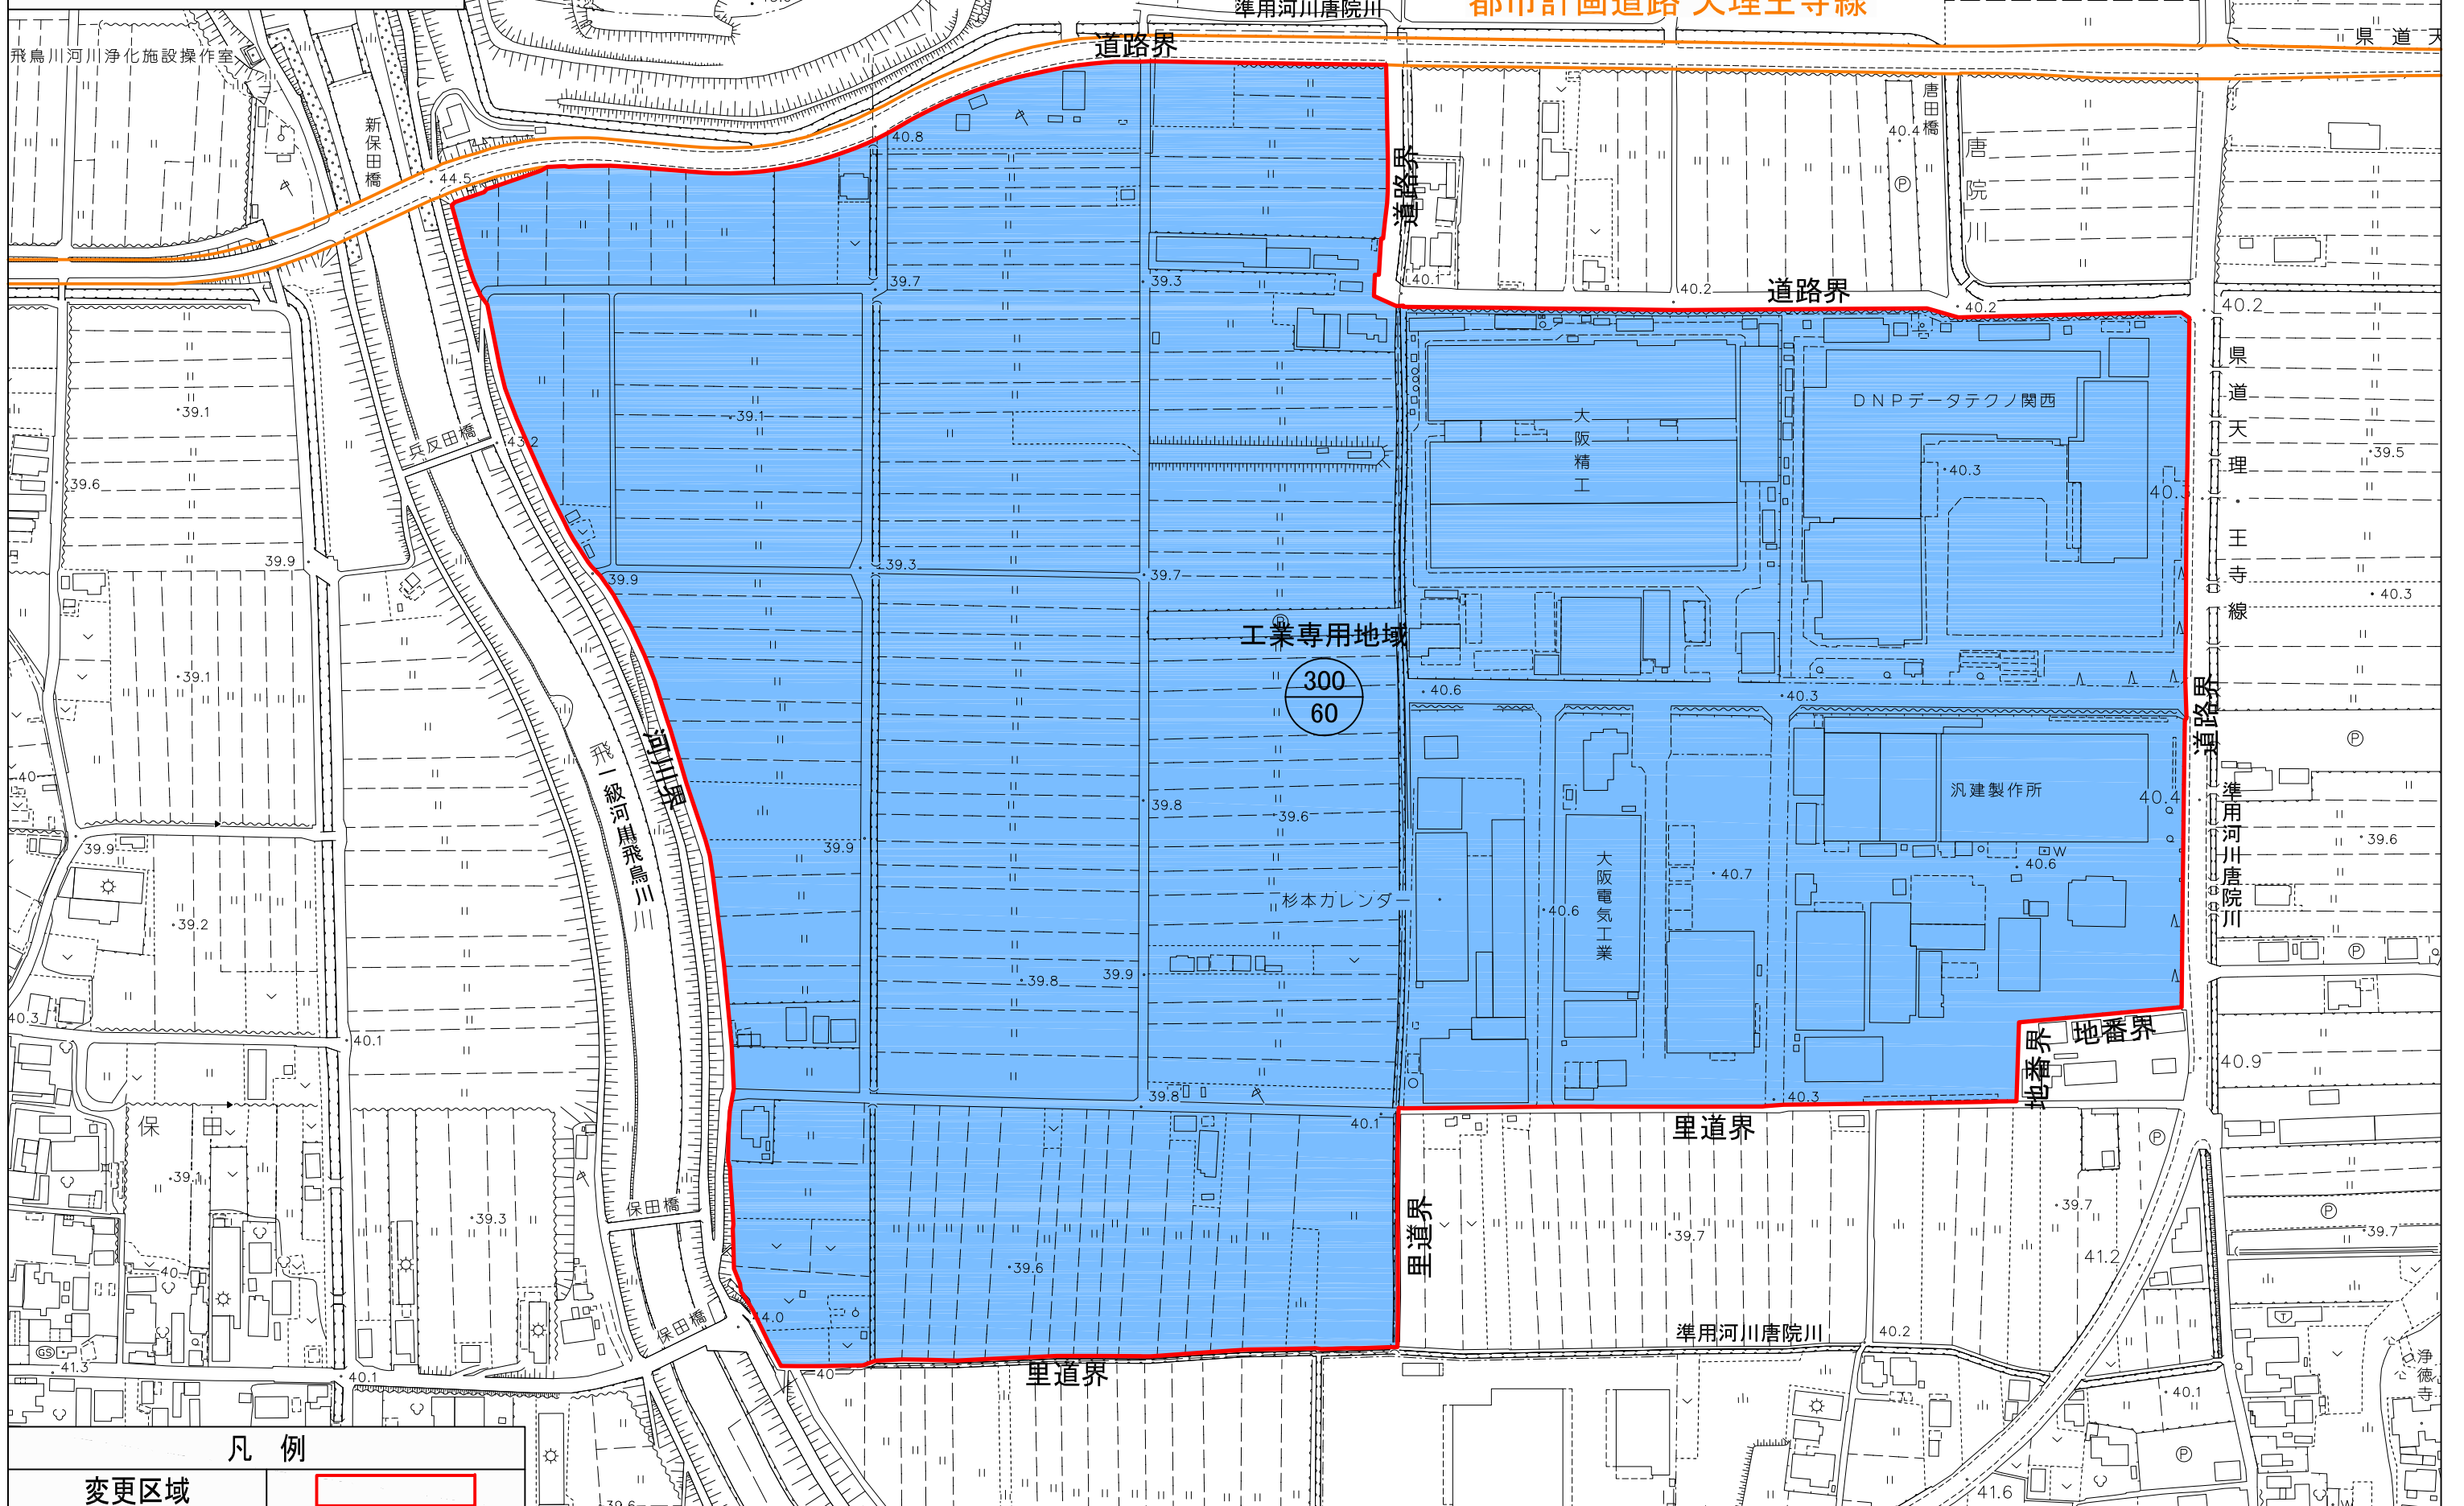 準用河川唐院川
都市計画道路 天理王寺線
県道天
飛鳥川河川浄化施設操作室
道路界
新保田橋
唐田橋
40.4
唐院川
40.8
44.5
道路界
39.7
39.3
40.1
40.2
道路界
40.2
40.2
県道天理・王寺線
39.1
39.1
大阪精工
DNPデータテクノ関西
兵反田橋
43.2
39.5
40.3
39.6
40.3
39.9
39.9
39.3
39.7
40.3
工業専用地域
300
60
39.1
40.6
40.3
道路界
河川界
飛
一級河川飛鳥川
川
汎建製作所
40.4
準用河川唐院川
40
39.8
39.6
39.9
39.9
39.6
W
40.6
大阪電気工業
40.7
杉本カレンダー
40.6
39.2
39.8
39.9
40.3
地番界
地番界
40.1
40.9
39.8
40.1
40.3
里道界
保田
39.1
保田橋
39.3
里道界
39.7
39.7
39.7
41.2
39.6
40
44.0
保田橋
準用河川唐院川
40.2
GS
41.3
40.1
40
里道界
40.1
浄徳寺
凡 例
変更区域
39.6
41.6